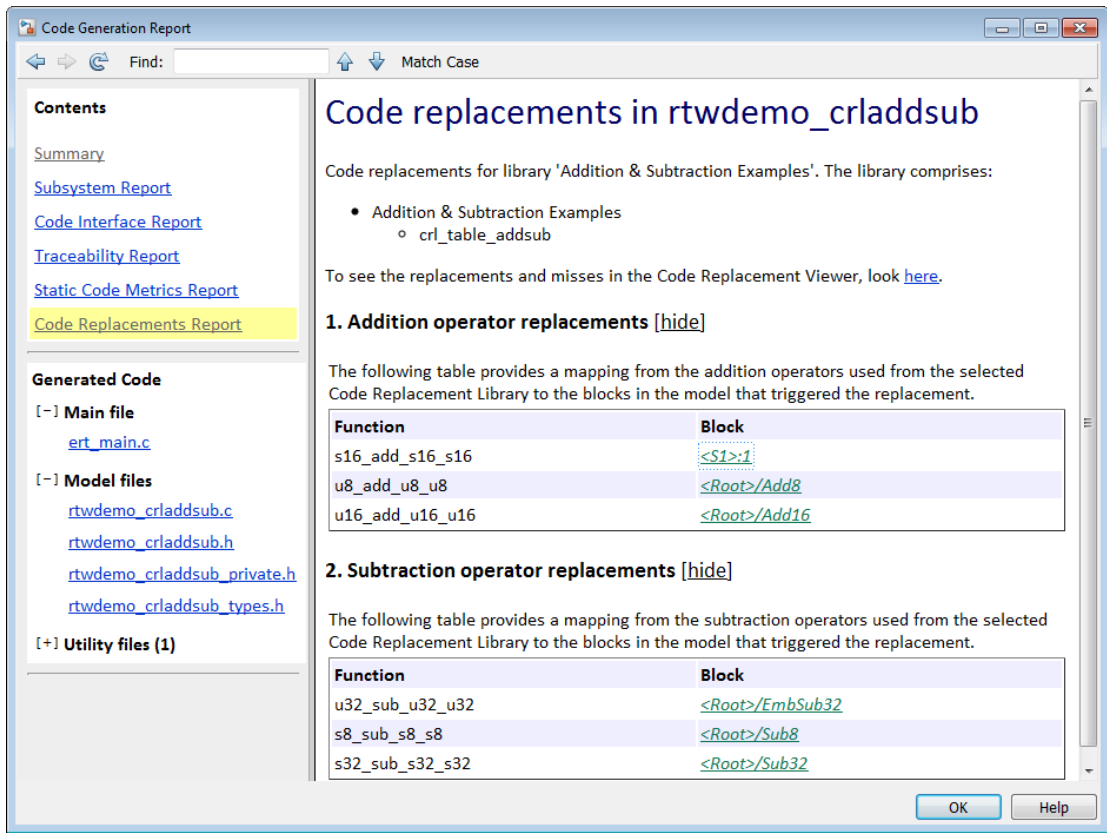 Code Generation Report
Find:
Match Case
Contents
Summary
Subsystem Report
Code Interface Report
Traceability Report
Static Code Metrics Report
Code Replacements Report
Generated Code
[-] Main file
ert_main.c
[-] Model files
rtwdemo_crladdsub.c
rtwdemo_crladdsub.h
rtwdemo_crladdsub_private.h
rtwdemo_crladdsub_types.h
[+] Utility files (1)
Code replacements in rtwdemo_crladdsub
Code replacements for library 'Addition & Subtraction Examples'. The library comprises:
• Addition & Subtraction Examples
◦ crl_table_addsub
To see the replacements and misses in the Code Replacement Viewer, look here.
1. Addition operator replacements [hide]
The following table provides a mapping from the addition operators used from the selected
Code Replacement Library to the blocks in the model that triggered the replacement.
Function Block
s16_add_s16_s16 <S1>:1
u8_add_u8_u8 <Root>/Add8
u16_add_u16_u16 <Root>/Add16
2. Subtraction operator replacements [hide]
The following table provides a mapping from the subtraction operators used from the selected
Code Replacement Library to the blocks in the model that triggered the replacement.
Function Block
u32_sub_u32_u32 <Root>/EmbSub32
s8_sub_s8_s8 <Root>/Sub8
s32_sub_s32_s32 <Root>/Sub32
OK Help